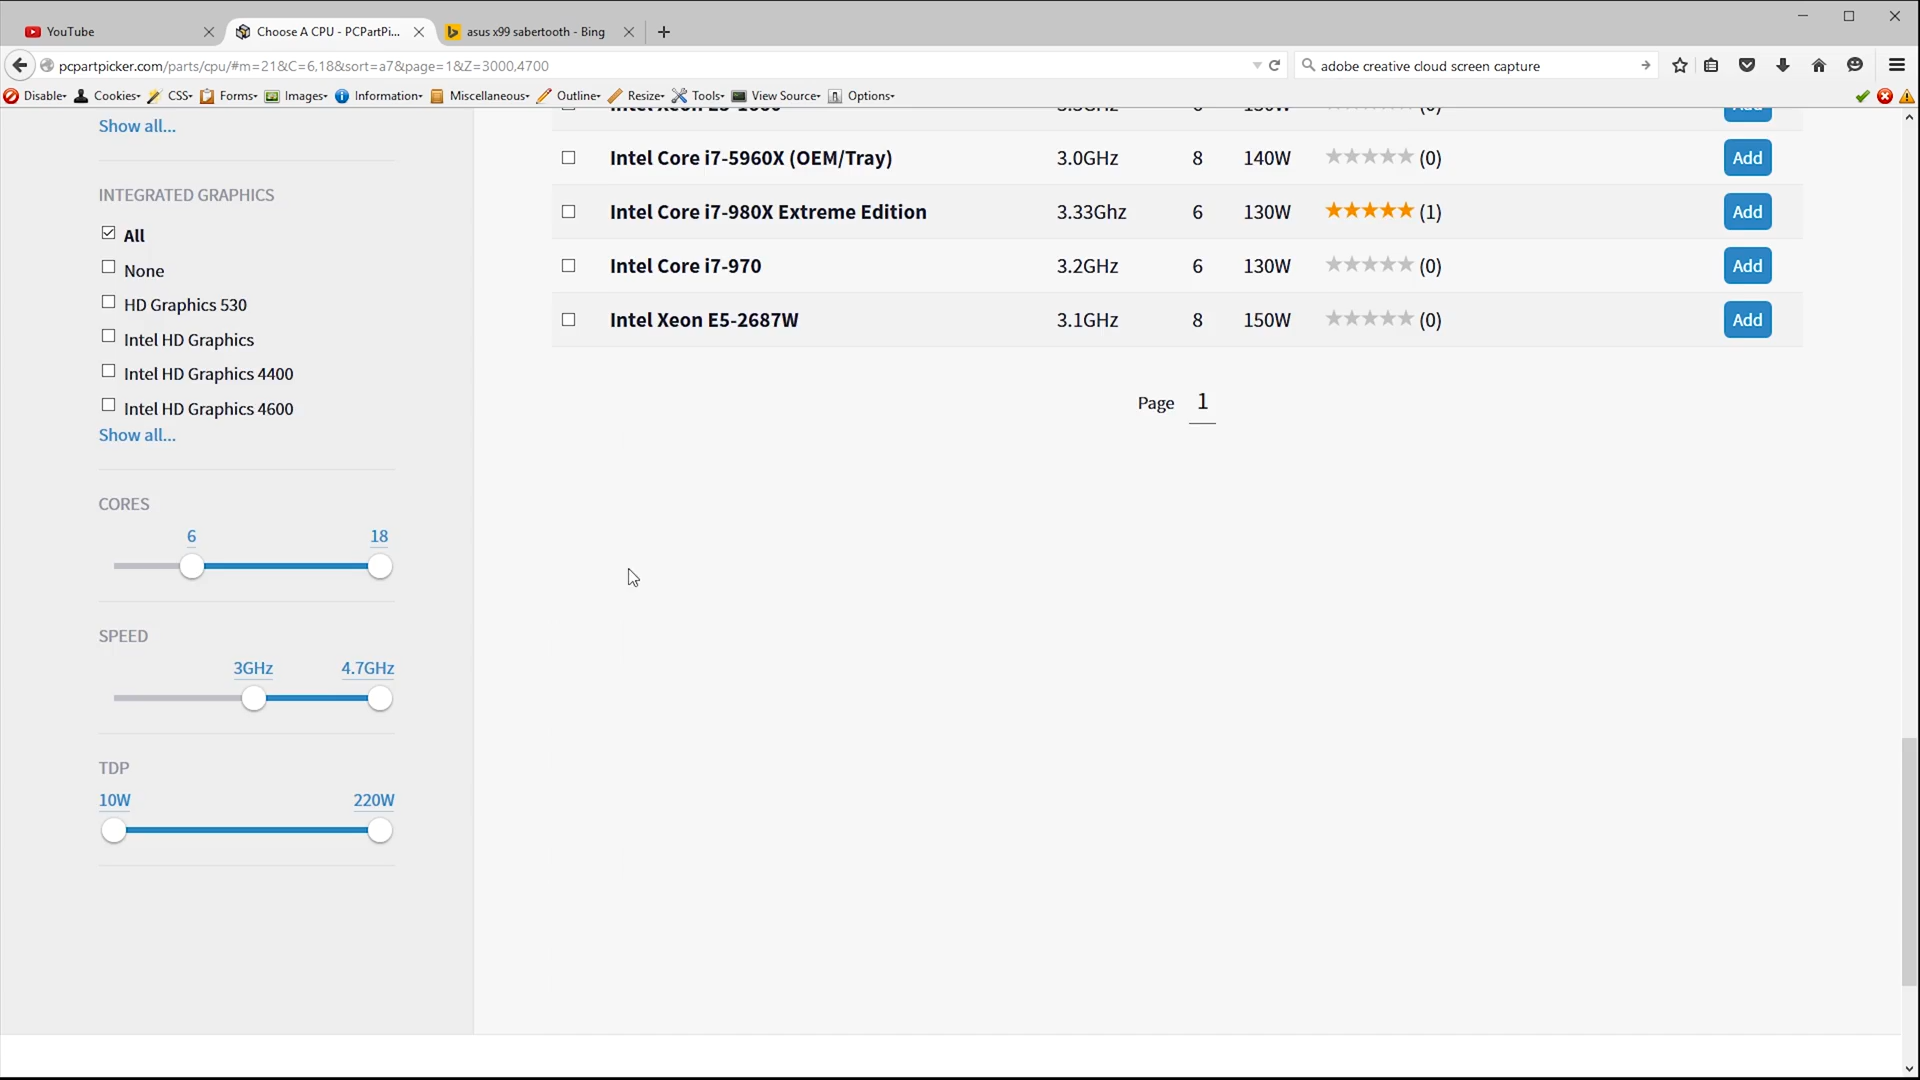 YouTube
Choose A CPU - PCPartPi...
asus x99 sabertooth - Bing
pcpartpicker.com/parts/cpu/#m=21&C=6,18&sort=a7&page=1&Z=3000,4700
adobe creative cloud screen capture
Disable Cookies CSS Forms Images Information Miscellaneous Outline Resize Tools View Source Options
Show all...
INTEGRATED GRAPHICS
All
None
HD Graphics 530
Intel HD Graphics
Intel HD Graphics 4400
Intel HD Graphics 4600
Show all...
CORES
6 18
SPEED
3GHz 4.7GHz
TDP
10W 220W
Intel Core i7-5960X (OEM/Tray) 3.0GHz 8 140W (0) Add
Intel Core i7-980X Extreme Edition 3.33Ghz 6 130W (1) Add
Intel Core i7-970 3.2GHz 6 130W (0) Add
Intel Xeon E5-2687W 3.1GHz 8 150W (0) Add
Page 1